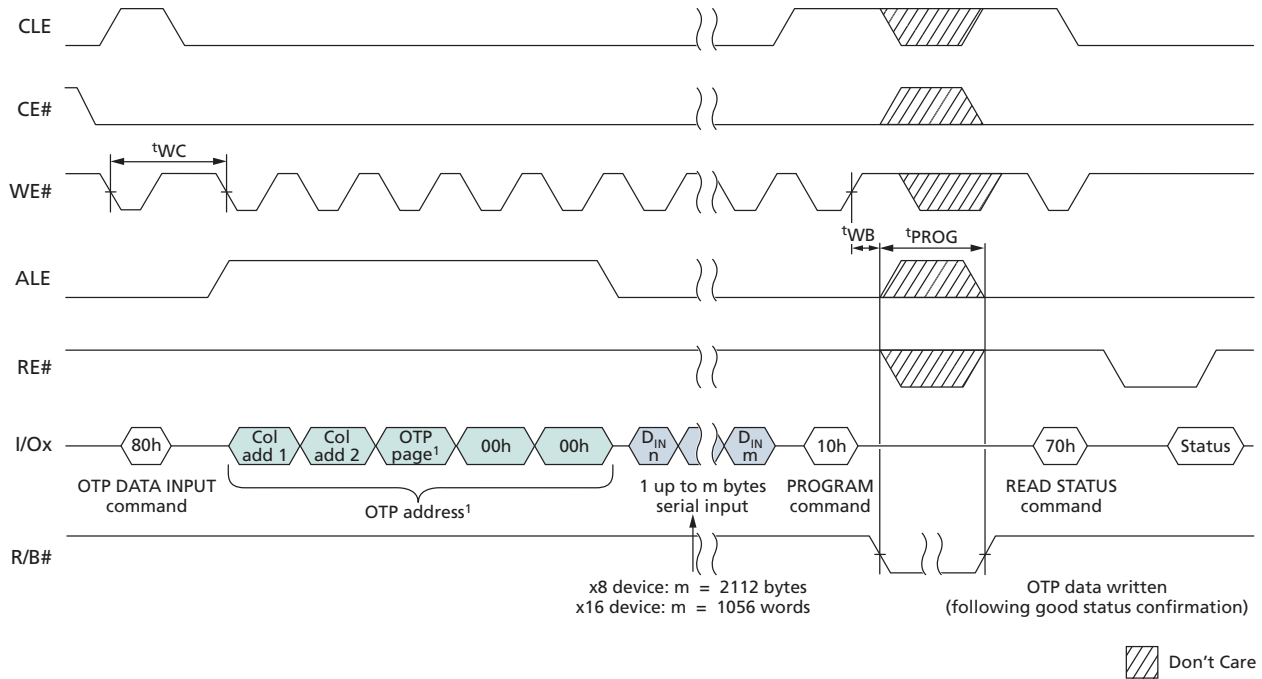 CLE
CE#
tWC
WE#
tWB
tPROG
ALE
RE#
I/Ox
80h
Col
add 1
Col
add 2
OTP
page1
00h
00h
DIN
n
DIN
m
10h
70h
Status
OTP DATA INPUT
command
OTP address1
1 up to m bytes
serial input
PROGRAM
command
READ STATUS
command
R/B#
x8 device: m = 2112 bytes
x16 device: m = 1056 words
OTP data written
(following good status confirmation)
Don't Care